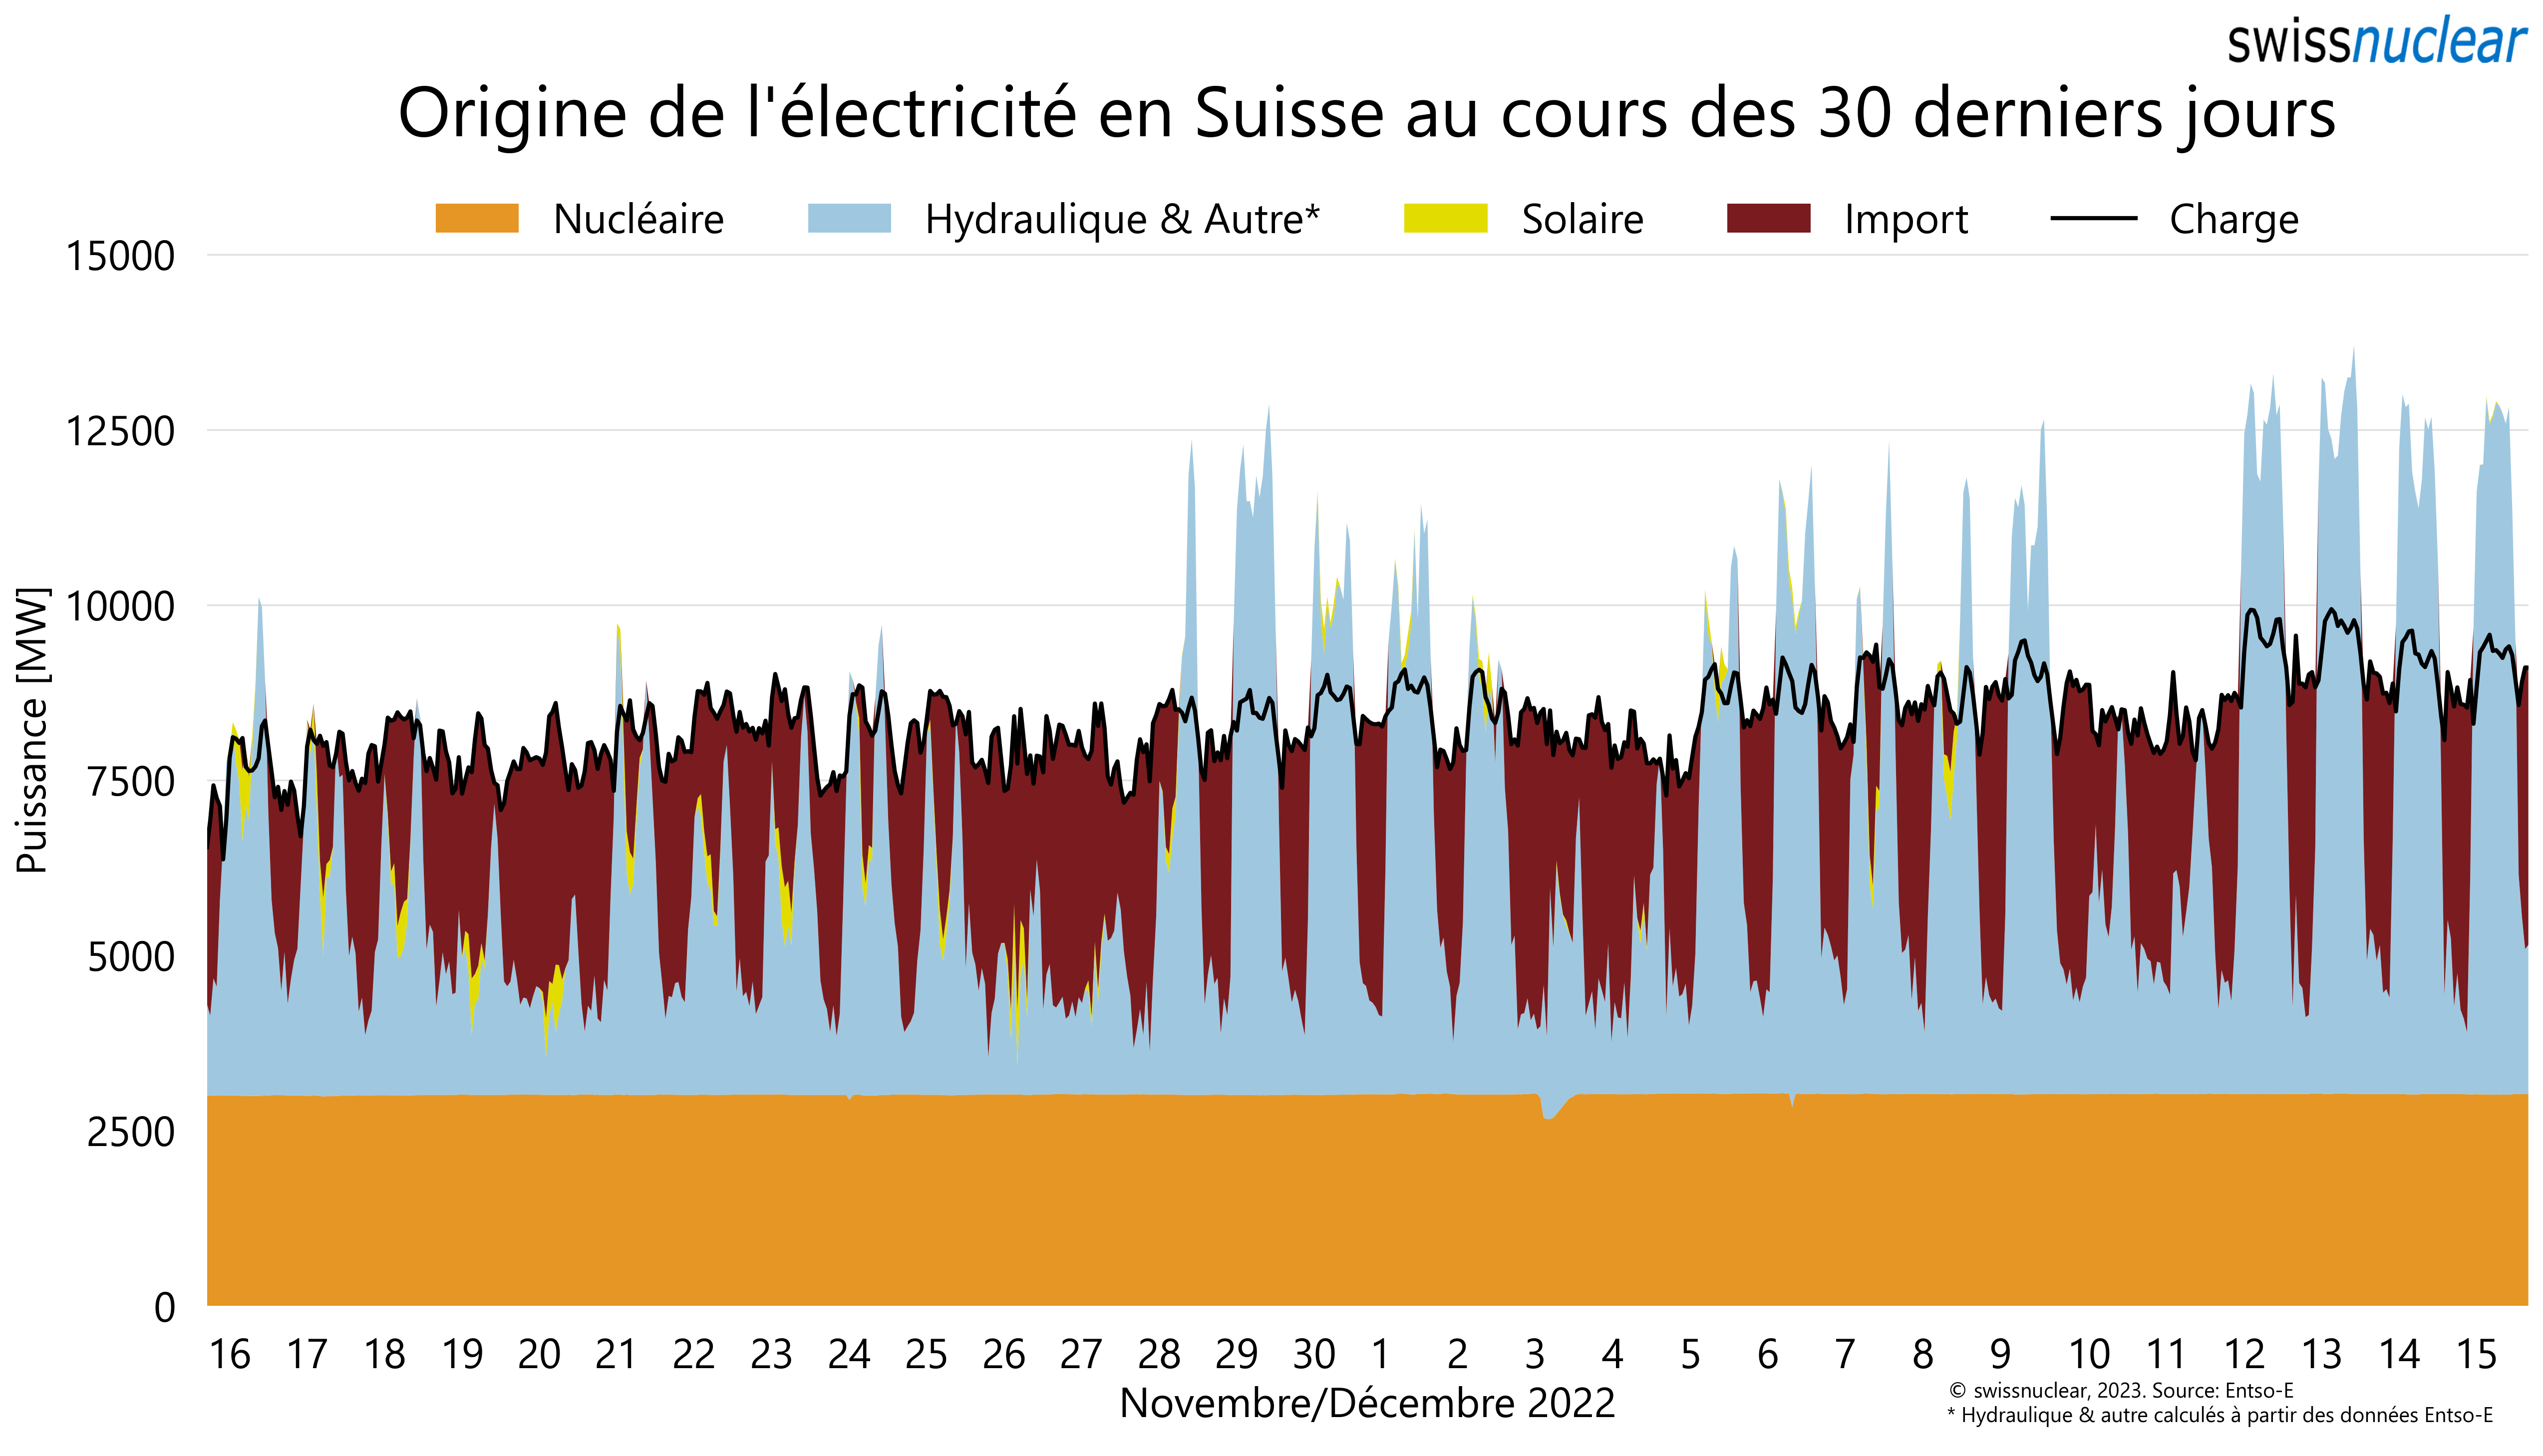 swissnuclear
Origine de l'électricité en Suisse au cours des 30 derniers jours
Nucléaire Hydraulique & Autre* Solaire Import Charge
15000
12500
10000
7500
5000
2500
0
Puissance [MW]
16 17 18 19 20 21 22 23 24 25 26 27 28 29 30 1 2 3 4 5 6 7 8 9 10 11 12 13 14 15
Novembre/Décembre 2022
© swissnuclear, 2023. Source: Entso-E
* Hydraulique & autre calculés à partir des données Entso-E